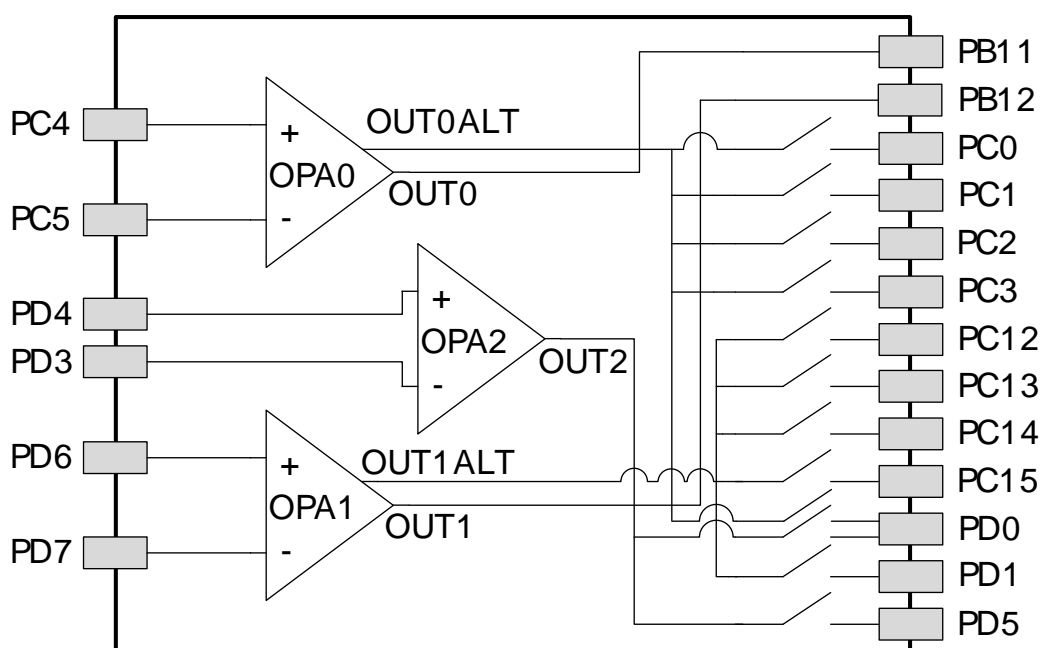 PB11
PB12
PC4
OUT0ALT
PC0
+
OPA0
OUT0
PC1
PC5
-
PC2
PC3
PD4
+
OPA2
OUT2
PC12
PD3
-
PC13
PC14
PD6
+
OUT1ALT
PC15
OPA1
OUT1
PD0
PD7
-
PD1
PD5